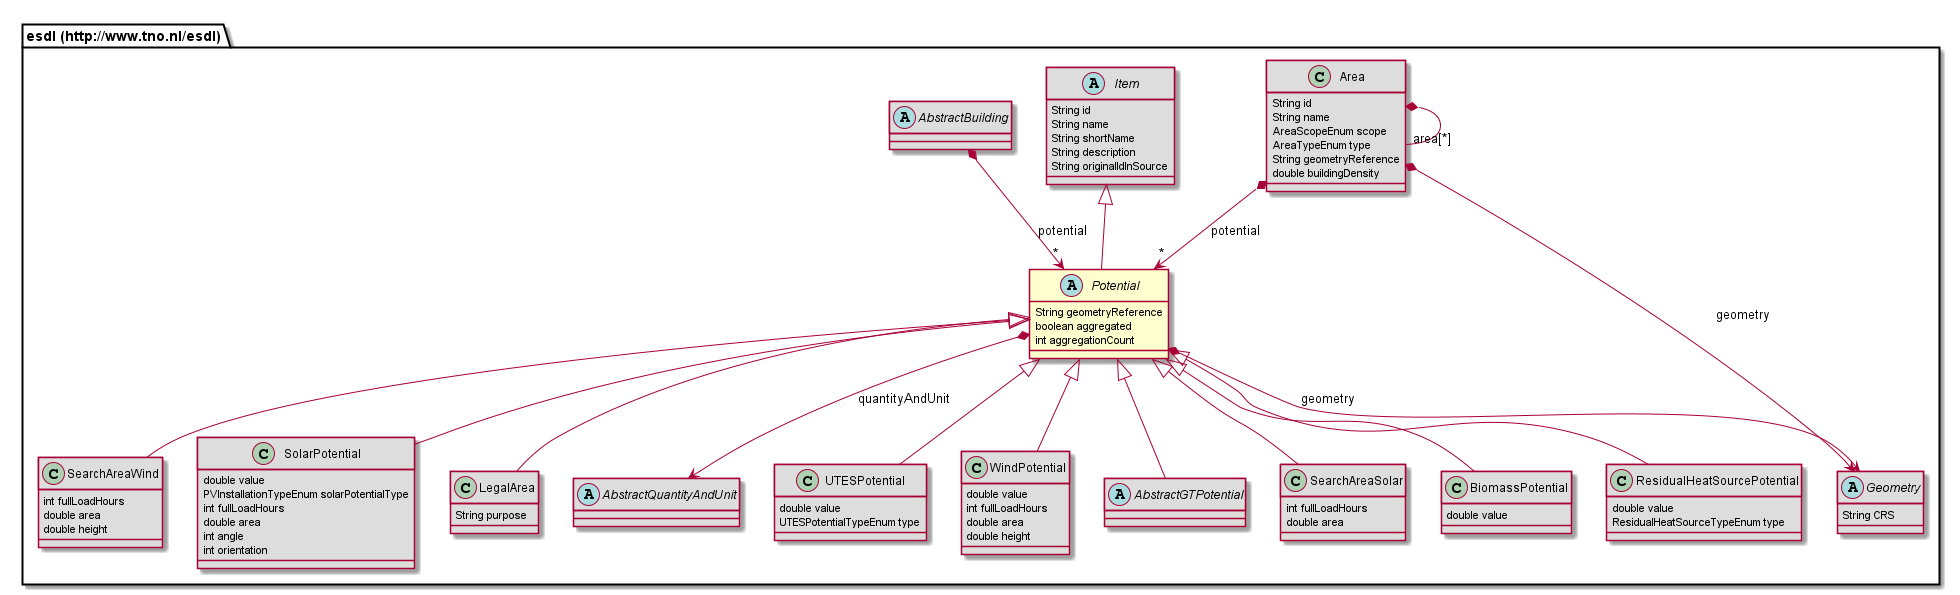 esdl (http://www.tno.nl/esdl)
A AbstractBuilding
A Item
String id
String name
String shortName
String description
String originalIdInSource
C Area
String id
String name
AreaScopeEnum scope
AreaTypeEnum type
String geometryReference
double buildingDensity
area[*]
potential
*
potential
*
geometry
A Potential
String geometryReference
boolean aggregated
int aggregationCount
quantityAndUnit
geometry
C SearchAreaWind
int fullLoadHours
double area
double height
C SolarPotential
double value
PVInstallationTypeEnum solarPotentialType
int fullLoadHours
double area
int angle
int orientation
C LegalArea
String purpose
A AbstractQuantityAndUnit
C UTESPotential
double value
UTESPotentialTypeEnum type
C WindPotential
double value
int fullLoadHours
double area
double height
A AbstractGTPotential
C SearchAreaSolar
int fullLoadHours
double area
C BiomassPotential
double value
C ResidualHeatSourcePotential
double value
ResidualHeatSourceTypeEnum type
A Geometry
String CRS